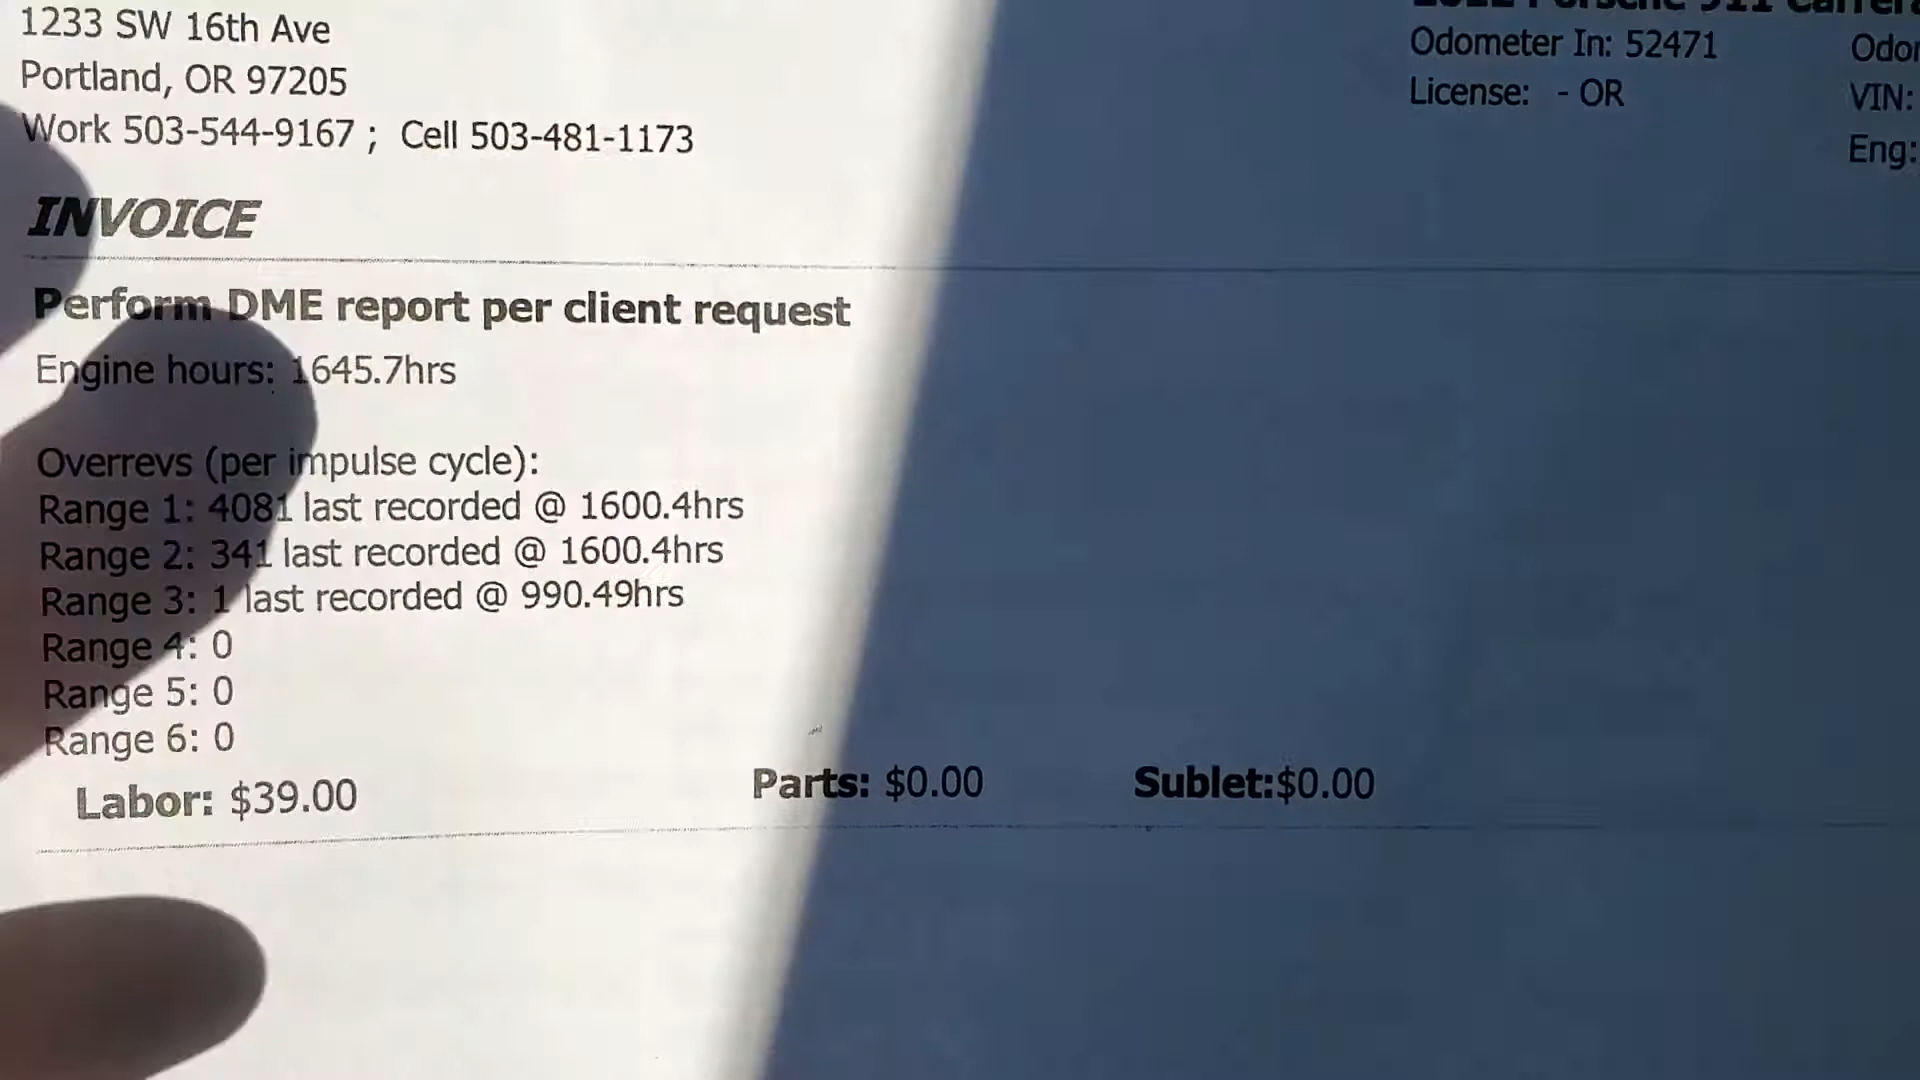 1233 SW 16th Ave
Portland, OR 97205
Work 503-544-9167 ; Cell 503-481-1173
Porsche 911
Odometer In: 52471
License: - OR
VIN:
Eng:
INVOICE
Perform DME report per client request
Engine hours: 1645.7hrs
Overrevs (per impulse cycle):
Range 1: 4081 last recorded @ 1600.4hrs
Range 2: 341 last recorded @ 1600.4hrs
Range 3: 1 last recorded @ 990.49hrs
Range 4: 0
Range 5: 0
Range 6: 0
Labor: $39.00 Parts: $0.00 Sublet:$0.00